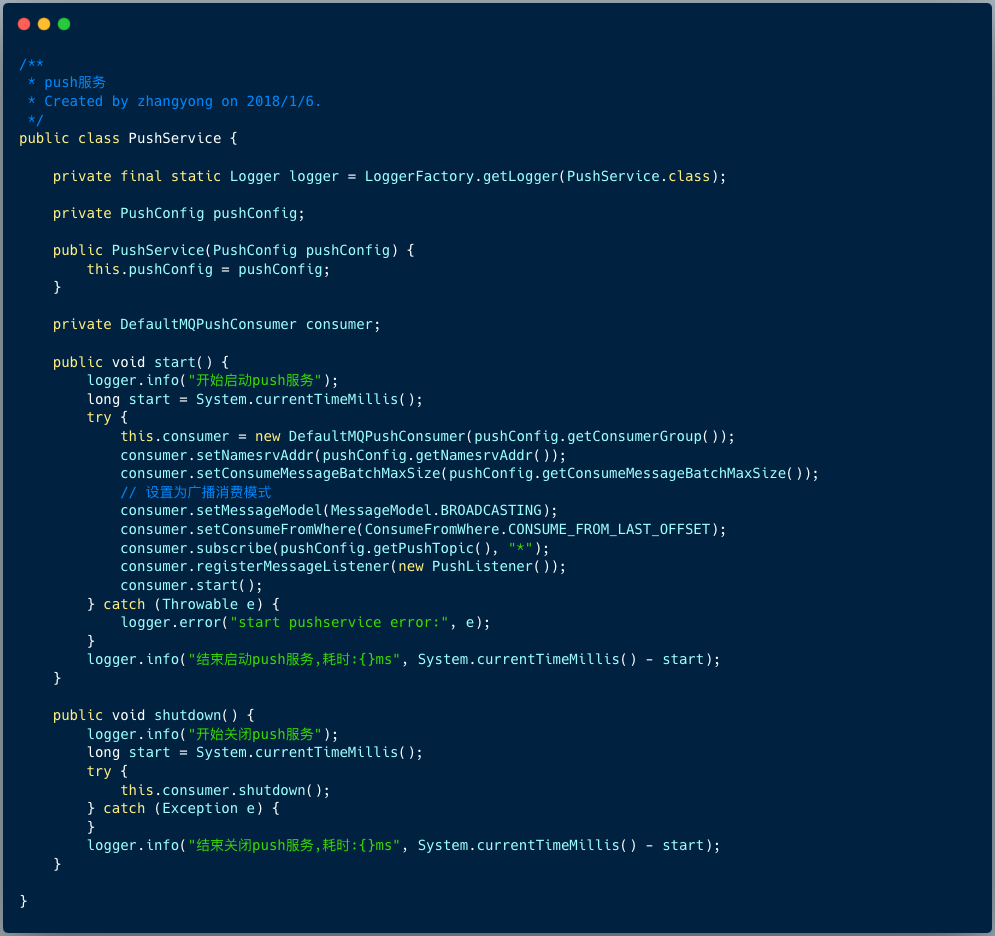 /**
 * push服务
 * Created by zhangyong on 2018/1/6.
 */
public class PushService {
    private final static Logger logger = LoggerFactory.getLogger(PushService.class);
    private PushConfig pushConfig;
    public PushService(PushConfig pushConfig) {
        this.pushConfig = pushConfig;
    }
    private DefaultMQPushConsumer consumer;
    public void start() {
        logger.info("开始启动push服务");
        long start = System.currentTimeMillis();
        try {
            this.consumer = new DefaultMQPushConsumer(pushConfig.getConsumerGroup());
            consumer.setNamesrvAddr(pushConfig.getNamesrvAddr());
            consumer.setConsumeMessageBatchMaxSize(pushConfig.getConsumeMessageBatchMaxSize());
            // 设置为广播消费模式
            consumer.setMessageModel(MessageModel.BROADCASTING);
            consumer.setConsumeFromWhere(ConsumeFromWhere.CONSUME_FROM_LAST_OFFSET);
            consumer.subscribe(pushConfig.getPushTopic(), "*");
            consumer.registerMessageListener(new PushListener());
            consumer.start();
        } catch (Throwable e) {
            logger.error("start pushservice error:", e);
        }
        logger.info("结束启动push服务,耗时:{}ms", System.currentTimeMillis() - start);
    }
    public void shutdown() {
        logger.info("开始关闭push服务");
        long start = System.currentTimeMillis();
        try {
            this.consumer.shutdown();
        } catch (Exception e) {
        }
        logger.info("结束关闭push服务,耗时:{}ms", System.currentTimeMillis() - start);
    }
}